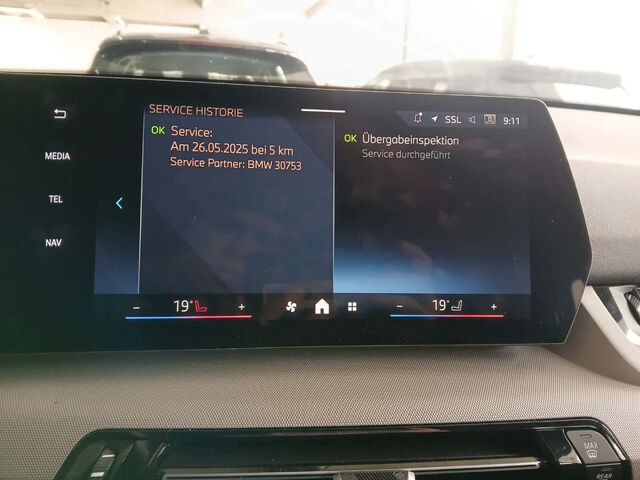 SERVICE HISTORIE
SSL 9:11
MEDIA
TEL
NAV
OK Service:
Am 26.05.2025 bei 5 km
Service Partner: BMW 30753
OK Übergabeinspektion
Service durchgeführt
− 19° +
− 19° +
MAX
REAR